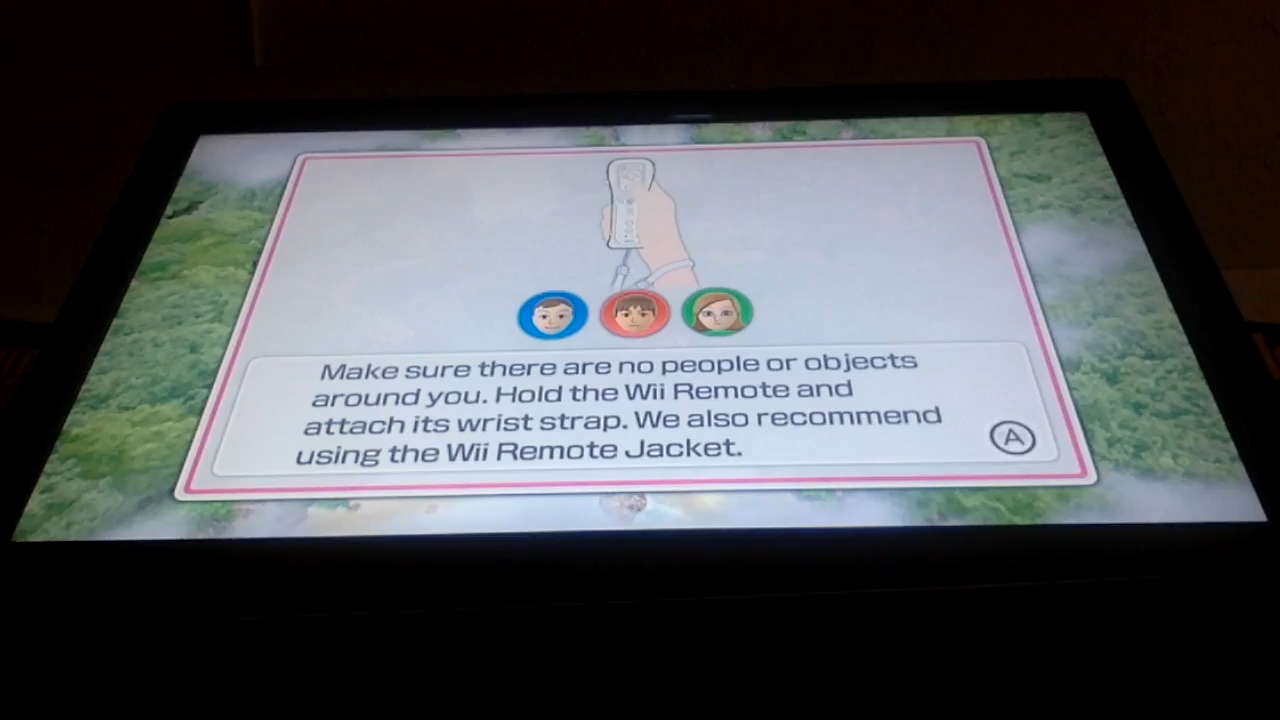 Make sure there are no people or objects
around you. Hold the Wii Remote and
attach its wrist strap. We also recommend
using the Wii Remote Jacket.
A